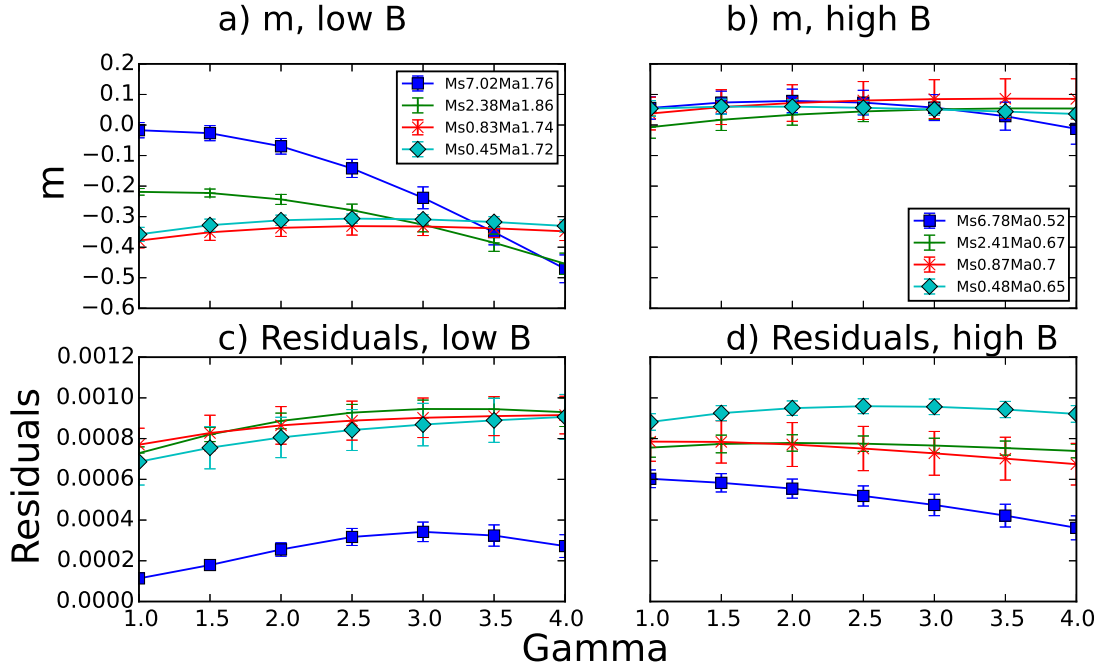 a) m, low B
b) m, high B
0.2
0.1
0.0
−0.1
−0.2
−0.3
−0.4
−0.5
−0.6
m
Ms7.02Ma1.76
Ms2.38Ma1.86
Ms0.83Ma1.74
Ms0.45Ma1.72
Ms6.78Ma0.52
Ms2.41Ma0.67
Ms0.87Ma0.7
Ms0.48Ma0.65
c) Residuals, low B
d) Residuals, high B
0.0012
0.0010
0.0008
0.0006
0.0004
0.0002
0.0000
Residuals
1.0 1.5 2.0 2.5 3.0 3.5 4.0
1.0 1.5 2.0 2.5 3.0 3.5 4.0
Gamma